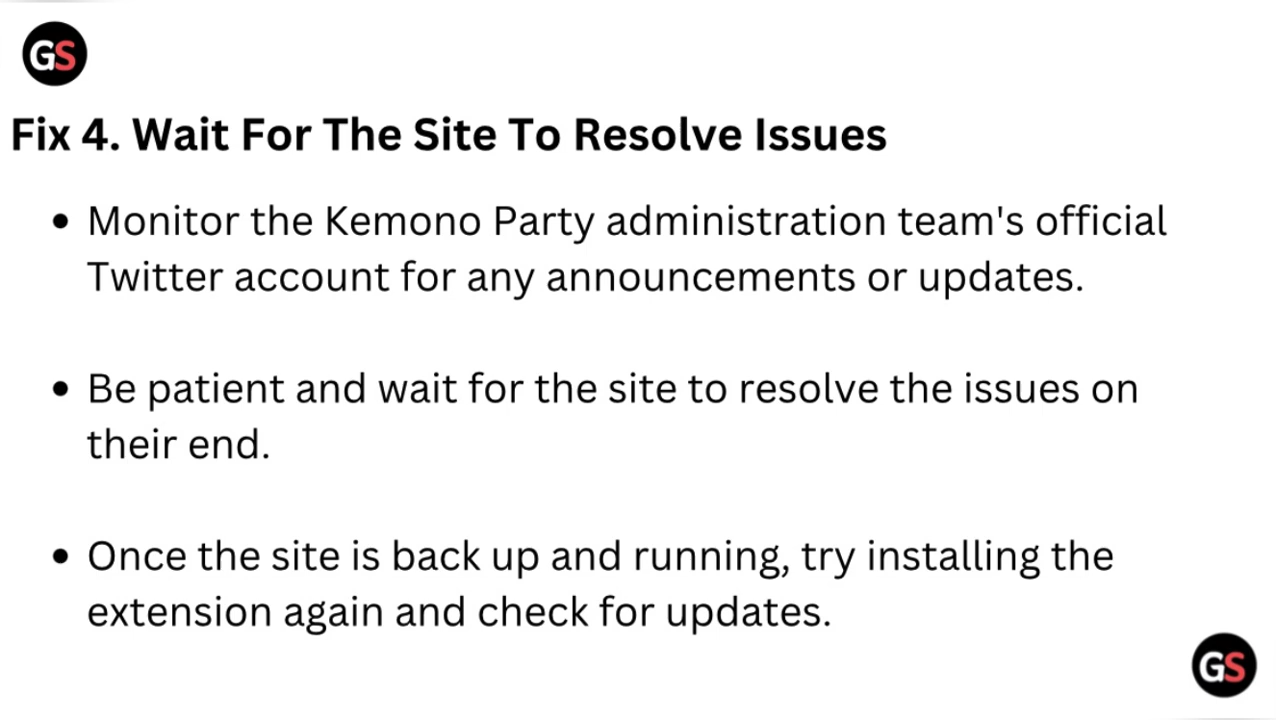 GS
Fix 4. Wait For The Site To Resolve Issues
• Monitor the Kemono Party administration team's official
Twitter account for any announcements or updates.
• Be patient and wait for the site to resolve the issues on
their end.
• Once the site is back up and running, try installing the
extension again and check for updates.
GS